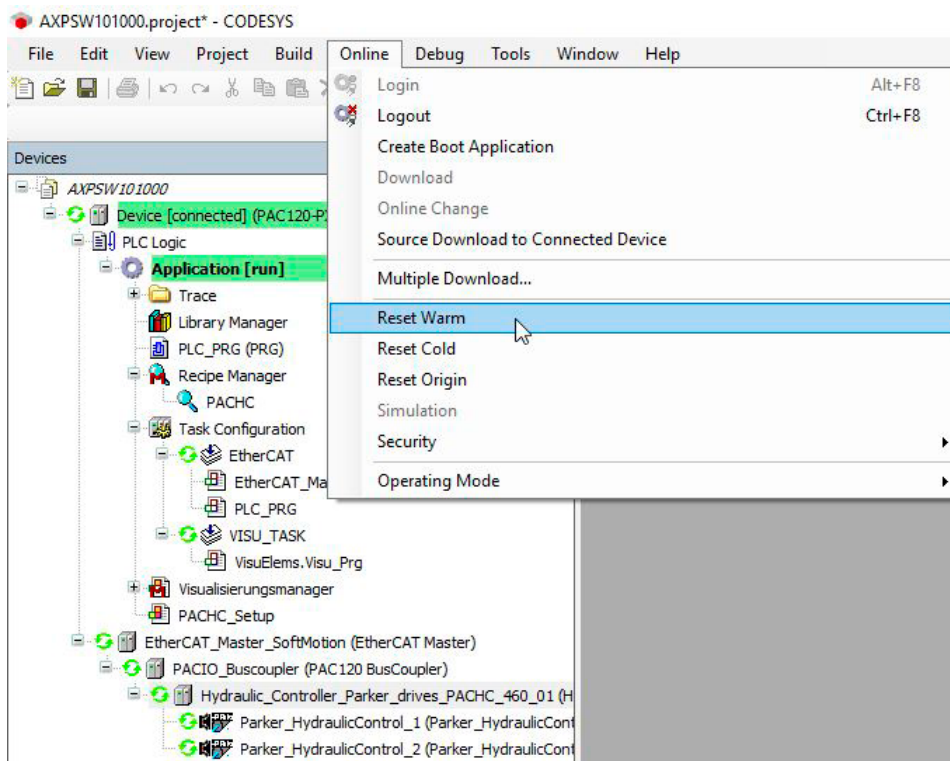 AXPSW101000.project* - CODESYS
File Edit View Project Build Online Debug Tools Window Help
Login Alt+F8
Logout Ctrl+F8
Create Boot Application
Download
Online Change
Source Download to Connected Device
Multiple Download...
Reset Warm
Reset Cold
Reset Origin
Simulation
Security
Operating Mode
Devices
AXPSW101000
Device [connected] (PAC120-P
PLC Logic
Application [run]
Trace
Library Manager
PLC_PRG (PRG)
Recipe Manager
PACHC
Task Configuration
EtherCAT
EtherCAT_Ma
PLC_PRG
VISU_TASK
VisuElems.Visu_Prg
Visualisierungsmanager
PACHC_Setup
EtherCAT_Master_SoftMotion (EtherCAT Master)
PACIO_Buscoupler (PAC120 BusCoupler)
Hydraulic_Controller_Parker_drives_PACHC_460_01 (H
Parker_HydraulicControl_1 (Parker_HydraulicCont
Parker_HydraulicControl_2 (Parker_HydraulicCont